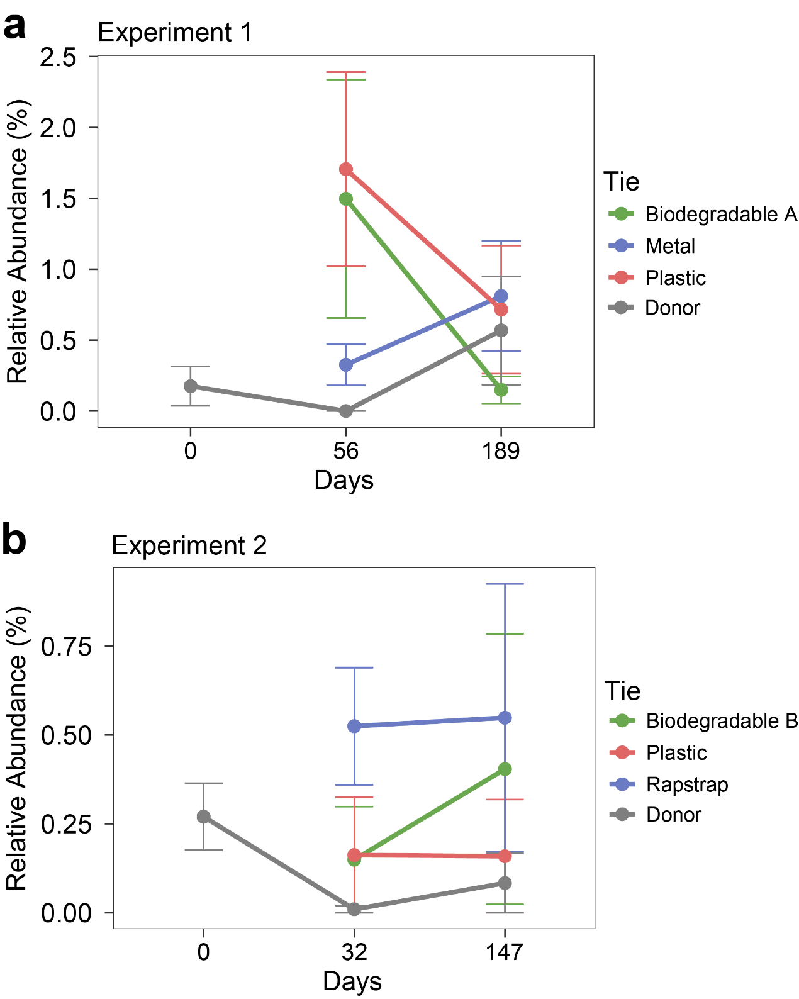 a
Experiment 1
Relative Abundance (%)
2.5
2.0
1.5
1.0
0.5
0.0
0 56 189
Days
Tie
Biodegradable A
Metal
Plastic
Donor
b
Experiment 2
Relative Abundance (%)
0.75
0.50
0.25
0.00
0 32 147
Days
Tie
Biodegradable B
Plastic
Rapstrap
Donor